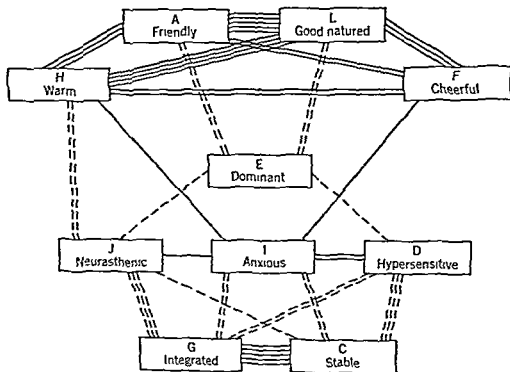 A
Friendly
L
Good natured
H
Warm
F
Cheerful
E
Dominant
J
Neurasthenic
I
Anxious
D
Hypersensitive
G
Integrated
C
Stable